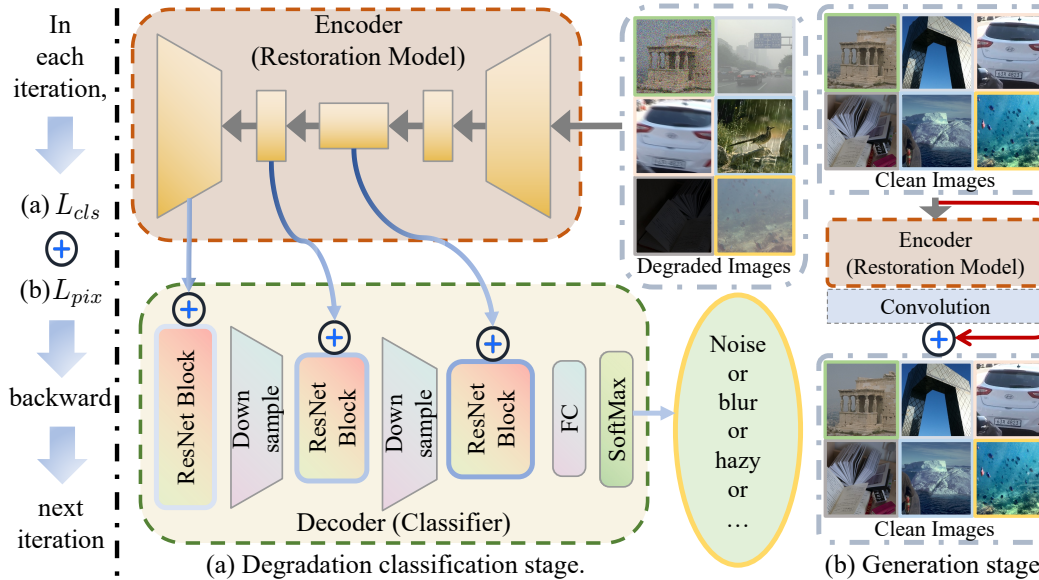 In
each
iteration,
(a) L_cls
(b) L_pix
backward
next
iteration
Encoder
(Restoration Model)
Degraded Images
ResNet Block
Down
sample
ResNet
Block
Down
sample
ResNet
Block
FC
SoftMax
Decoder (Classifier)
Noise
or
blur
or
hazy
or
…
(a) Degradation classification stage.
Clean Images
Encoder
(Restoration Model)
Convolution
Clean Images
(b) Generation stage